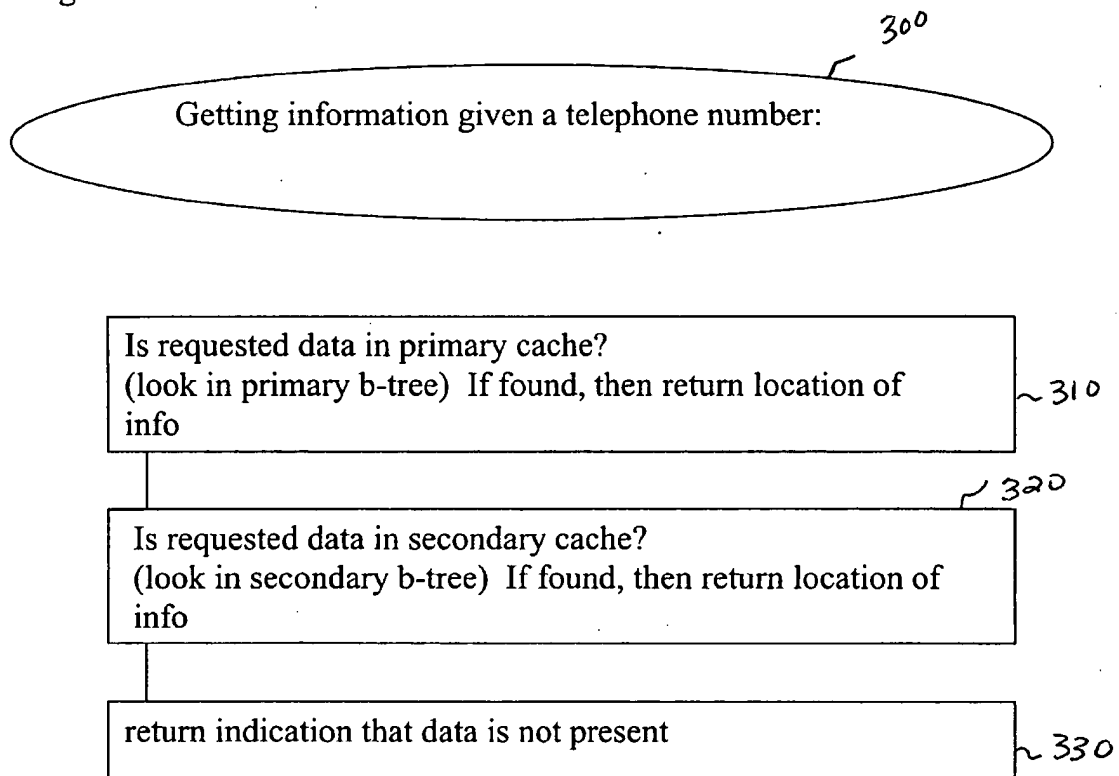 300
Getting information given a telephone number:
Is requested data in primary cache?
(look in primary b-tree) If found, then return location of
info
310
320
Is requested data in secondary cache?
(look in secondary b-tree) If found, then return location of
info
return indication that data is not present
330